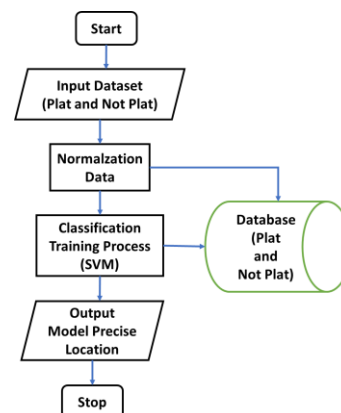 Start
Input Dataset
(Plat and Not Plat)
Normalzation
Data
Classification
Training Process
(SVM)
Database
(Plat
and
Not Plat)
Output
Model Precise
Location
Stop